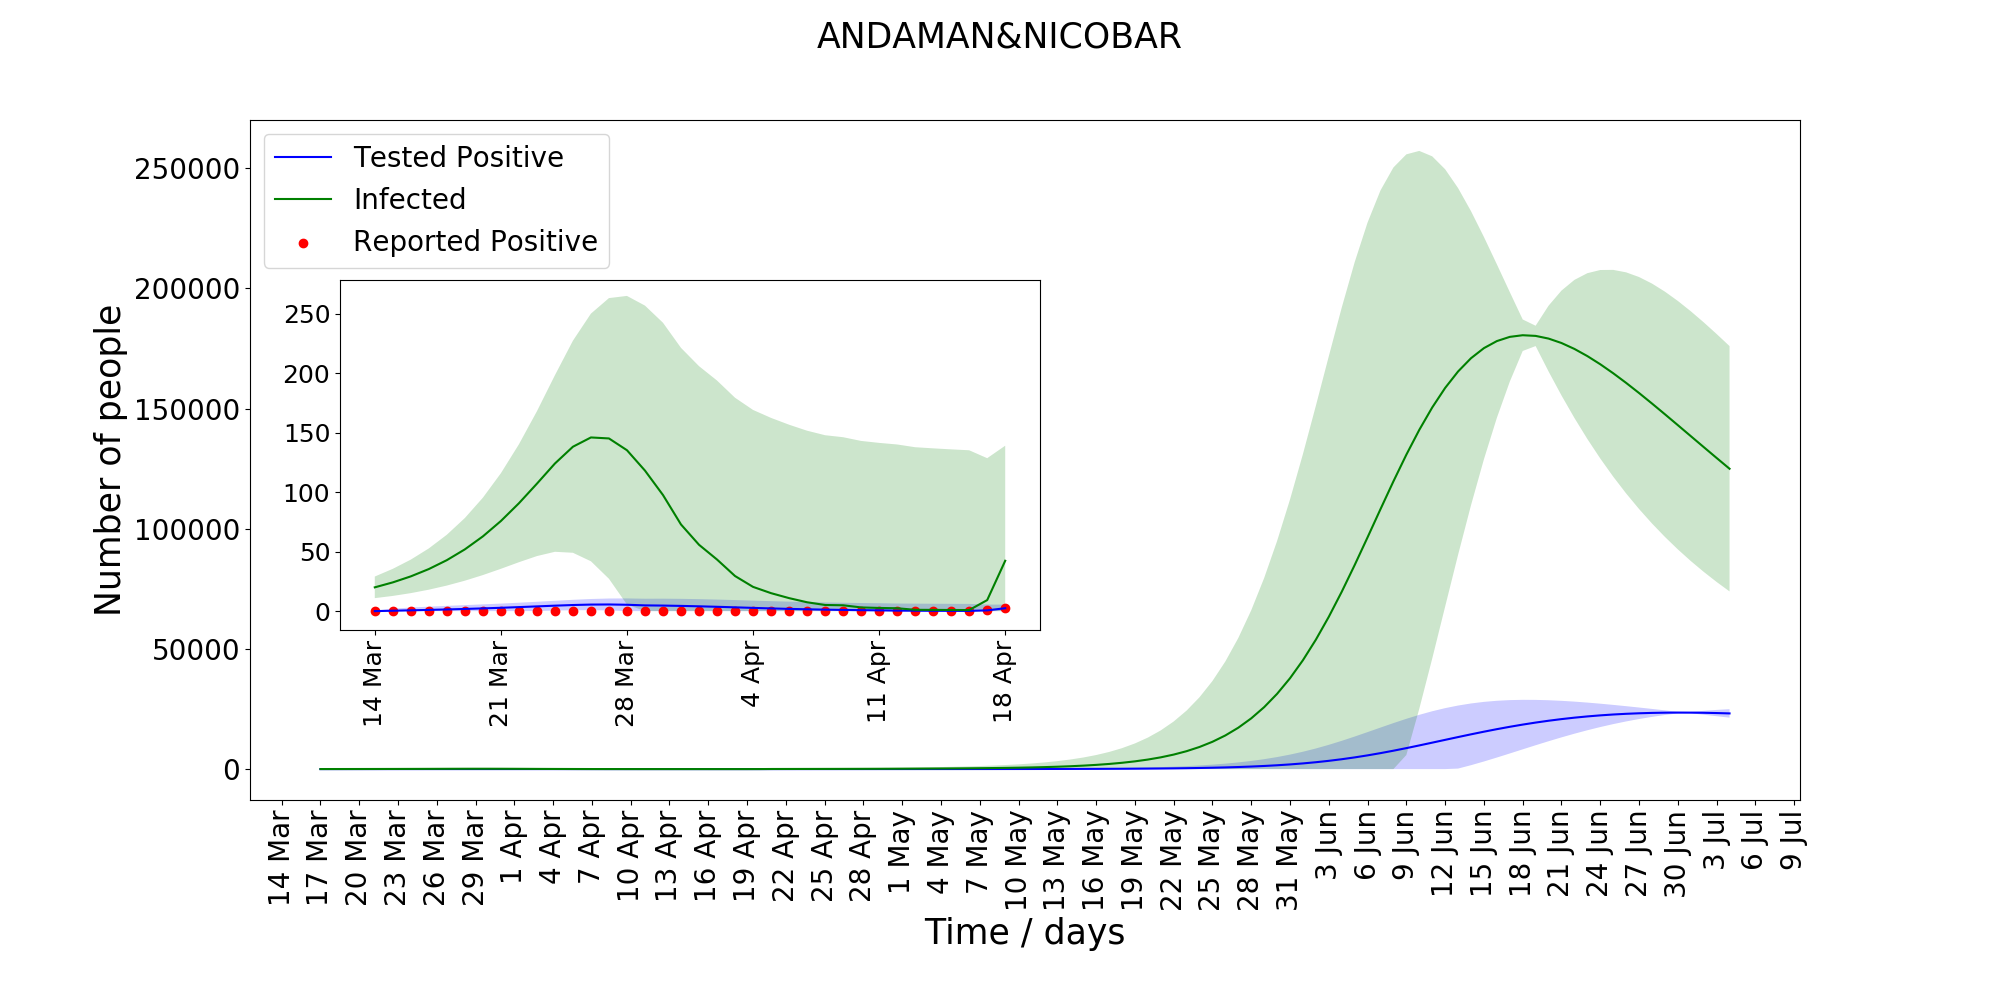 ANDAMAN&NICOBAR
Tested Positive
Infected
Reported Positive
Number of people
250000
200000
150000
100000
50000
0
250
200
150
100
50
0
14 Mar
21 Mar
28 Mar
4 Apr
11 Apr
18 Apr
14 Mar
17 Mar
20 Mar
23 Mar
26 Mar
29 Mar
1 Apr
4 Apr
7 Apr
10 Apr
13 Apr
16 Apr
19 Apr
22 Apr
25 Apr
28 Apr
1 May
4 May
7 May
10 May
13 May
16 May
19 May
22 May
25 May
28 May
31 May
3 Jun
6 Jun
9 Jun
12 Jun
15 Jun
18 Jun
21 Jun
24 Jun
27 Jun
30 Jun
3 Jul
6 Jul
9 Jul
Time / days